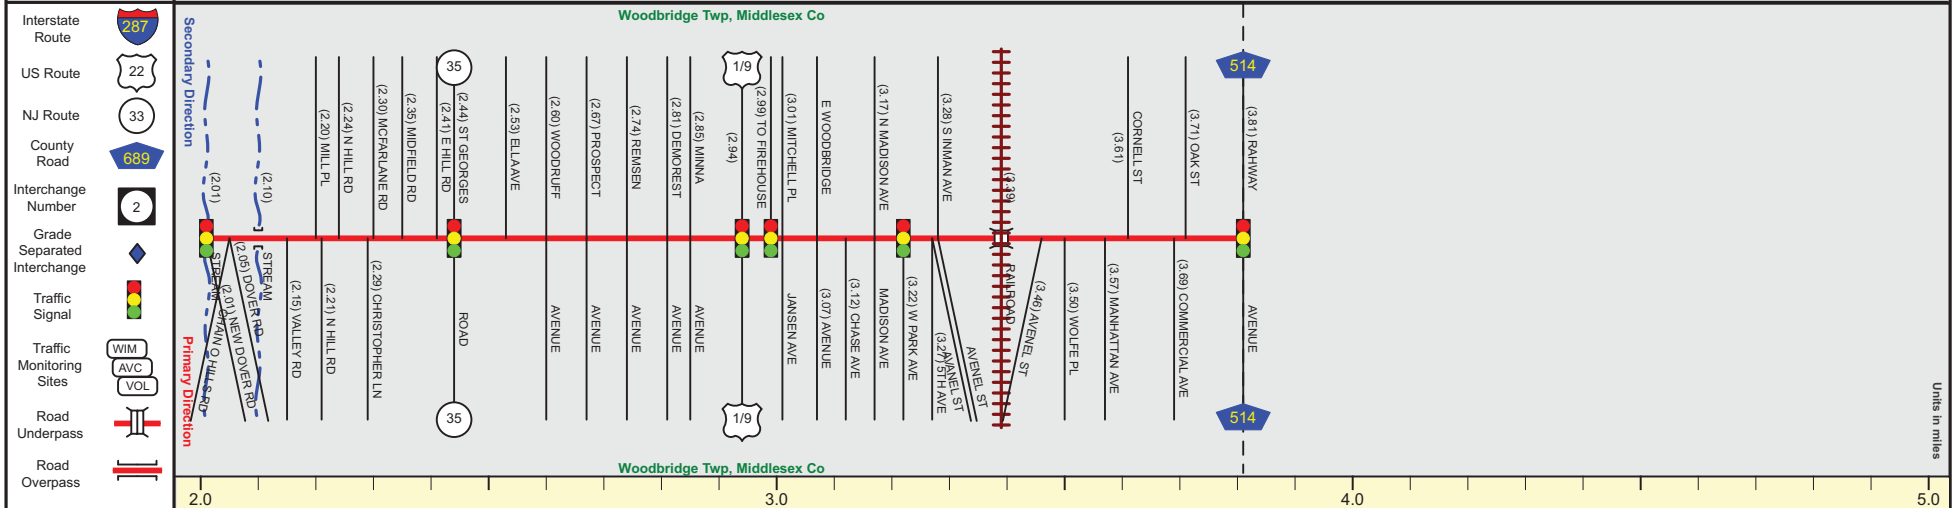 Interstate
Route
287
US Route
22
NJ Route
33
County
Road
689
Interchange
Number
2
Grade
Separated
Interchange
Traffic
Signal
Traffic
Monitoring
Sites
WIM
AVC
VOL
Road
Underpass
Road
Overpass
Woodbridge Twp, Middlesex Co
Secondary Direction
Primary Direction
(2.01)
STREAM
CHAIN O HILLS RD
(2.01) NEW DOVER RD
(2.05) DOVER RD
(2.10)
STREAM
(2.15) VALLEY RD
(2.20) MILL PL
(2.21) N HILL RD
(2.24) N HILL RD
(2.29) CHRISTOPHER LN
(2.30) MCFARLANE RD
(2.35) MIDFIELD RD
(2.41) E HILL RD
35
(2.44) ST GEORGES
ROAD
35
(2.53) ELLAAVE
(2.60) WOODRUFF
AVENUE
(2.67) PROSPECT
AVENUE
(2.74) REMSEN
AVENUE
(2.81) DEMOREST
AVENUE
(2.85) MINNA
AVENUE
1/9
(2.94)
1/9
(2.99) TO FIREHOUSE
(3.01) MITCHELL PL
JANSEN AVE
E WOODBRIDGE
(3.07) AVENUE
(3.12) CHASE AVE
(3.17) N MADISON AVE
MADISON AVE
(3.22) W PARK AVE
(3.27) 5TH AVE
AVANEL ST
(3.28) S INMAN AVE
AVENEL ST
(3.39)
RAILROAD
(3.46) AVENEL ST
(3.50) WOLFE PL
(3.57) MANHATTAN AVE
CORNELL ST
(3.61)
(3.69) COMMERCIAL AVE
(3.71) OAK ST
514
(3.81) RAHWAY
AVENUE
514
Units in miles
Woodbridge Twp, Middlesex Co
2.0
3.0
4.0
5.0